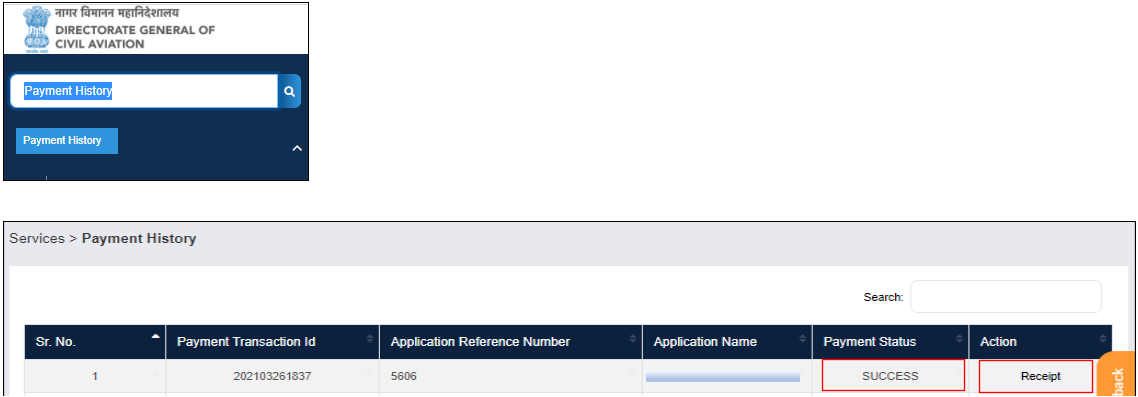 नागर विमानन महानिदेशालय
DIRECTORATE GENERAL OF
CIVIL AVIATION
Payment History
Payment History
Services > Payment History
Search:
Sr. No. Payment Transaction Id Application Reference Number Application Name Payment Status Action
1 202103261837 5606 SUCCESS Receipt
back